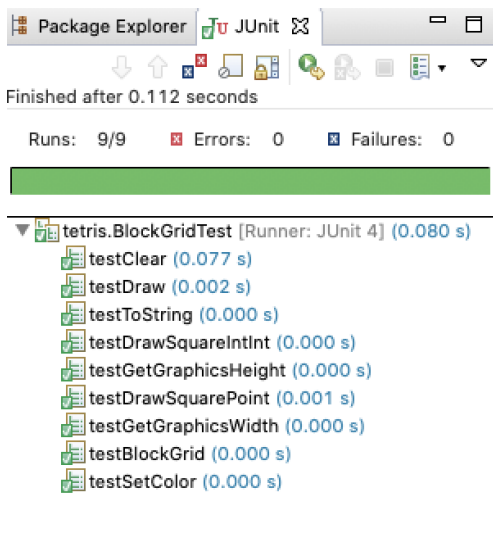 Package Explorer JUnit
Finished after 0.112 seconds
Runs: 9/9 Errors: 0 Failures: 0
tetris.BlockGridTest [Runner: JUnit 4] (0.080 s)
testClear (0.077 s)
testDraw (0.002 s)
testToString (0.000 s)
testDrawSquareIntInt (0.000 s)
testGetGraphicsHeight (0.000 s)
testDrawSquarePoint (0.001 s)
testGetGraphicsWidth (0.000 s)
testBlockGrid (0.000 s)
testSetColor (0.000 s)